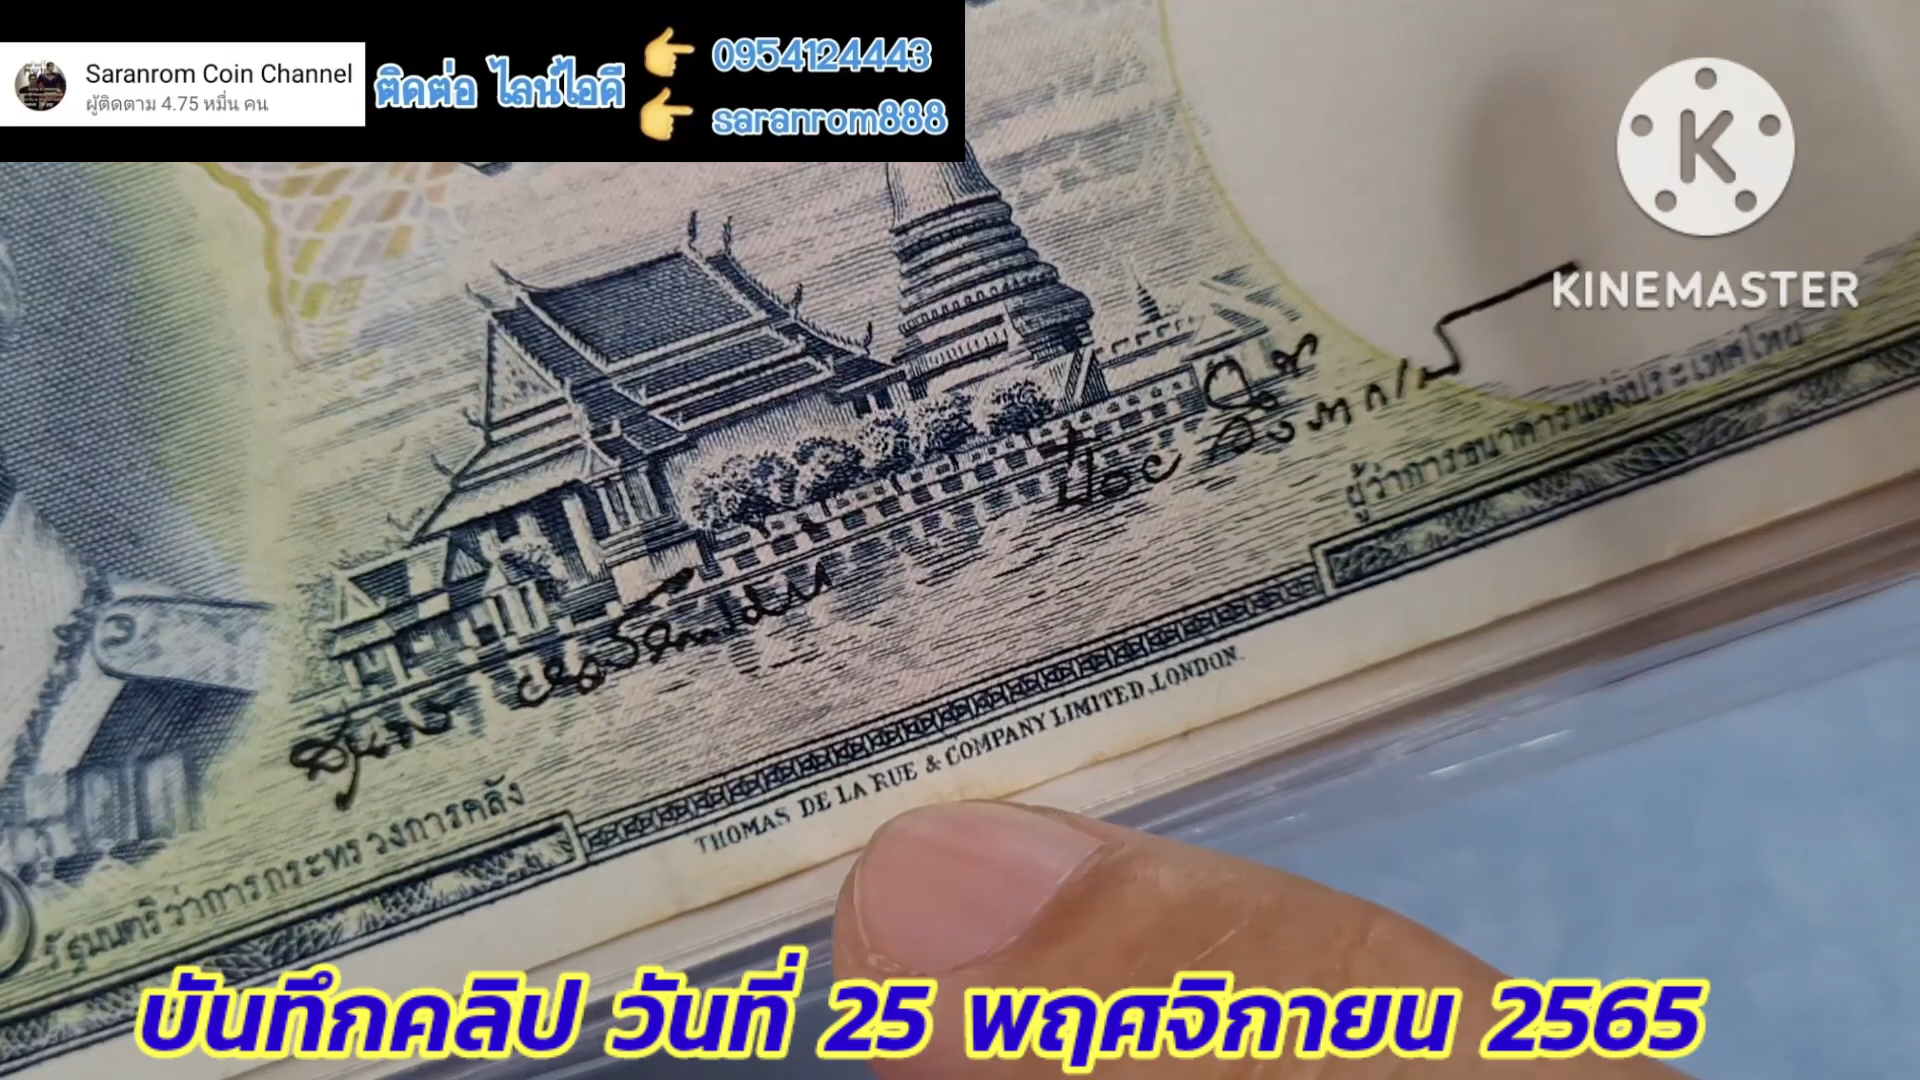 Saranrom Coin Channel
ผู้ติดตาม 4.75 หมื่น คน
ติดต่อ ไลน์ไอดี
👉 0954124443
👉 saranrom888
K
KINEMASTER
ผู้ว่าการธนาคารแห่งประเทศไทย
รัฐมนตรีว่าการกระทรวงการคลัง
THOMAS DE LA RUE & COMPANY LIMITED, LONDON.
บันทึกคลิป วันที่ 25 พฤศจิกายน 2565